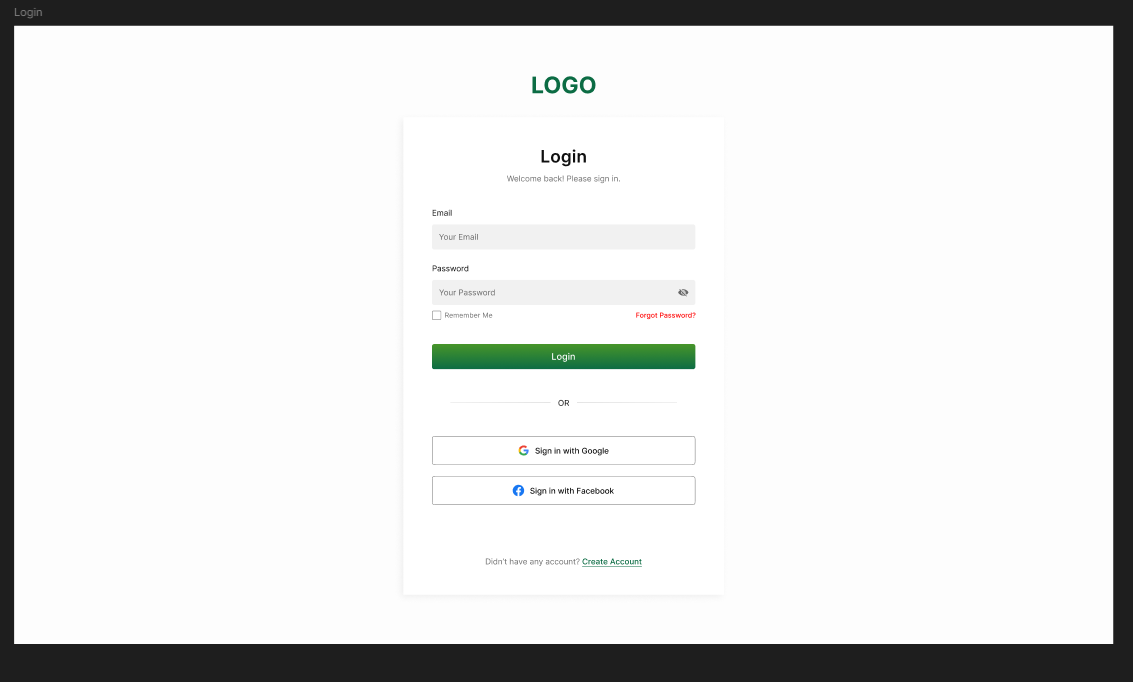 Login
LOGO
Login
Welcome back! Please sign in.
Email
Your Email
Password
Your Password
Remember Me Forgot Password?
Login
OR
Sign in with Google
Sign in with Facebook
Didn't have any account? Create Account